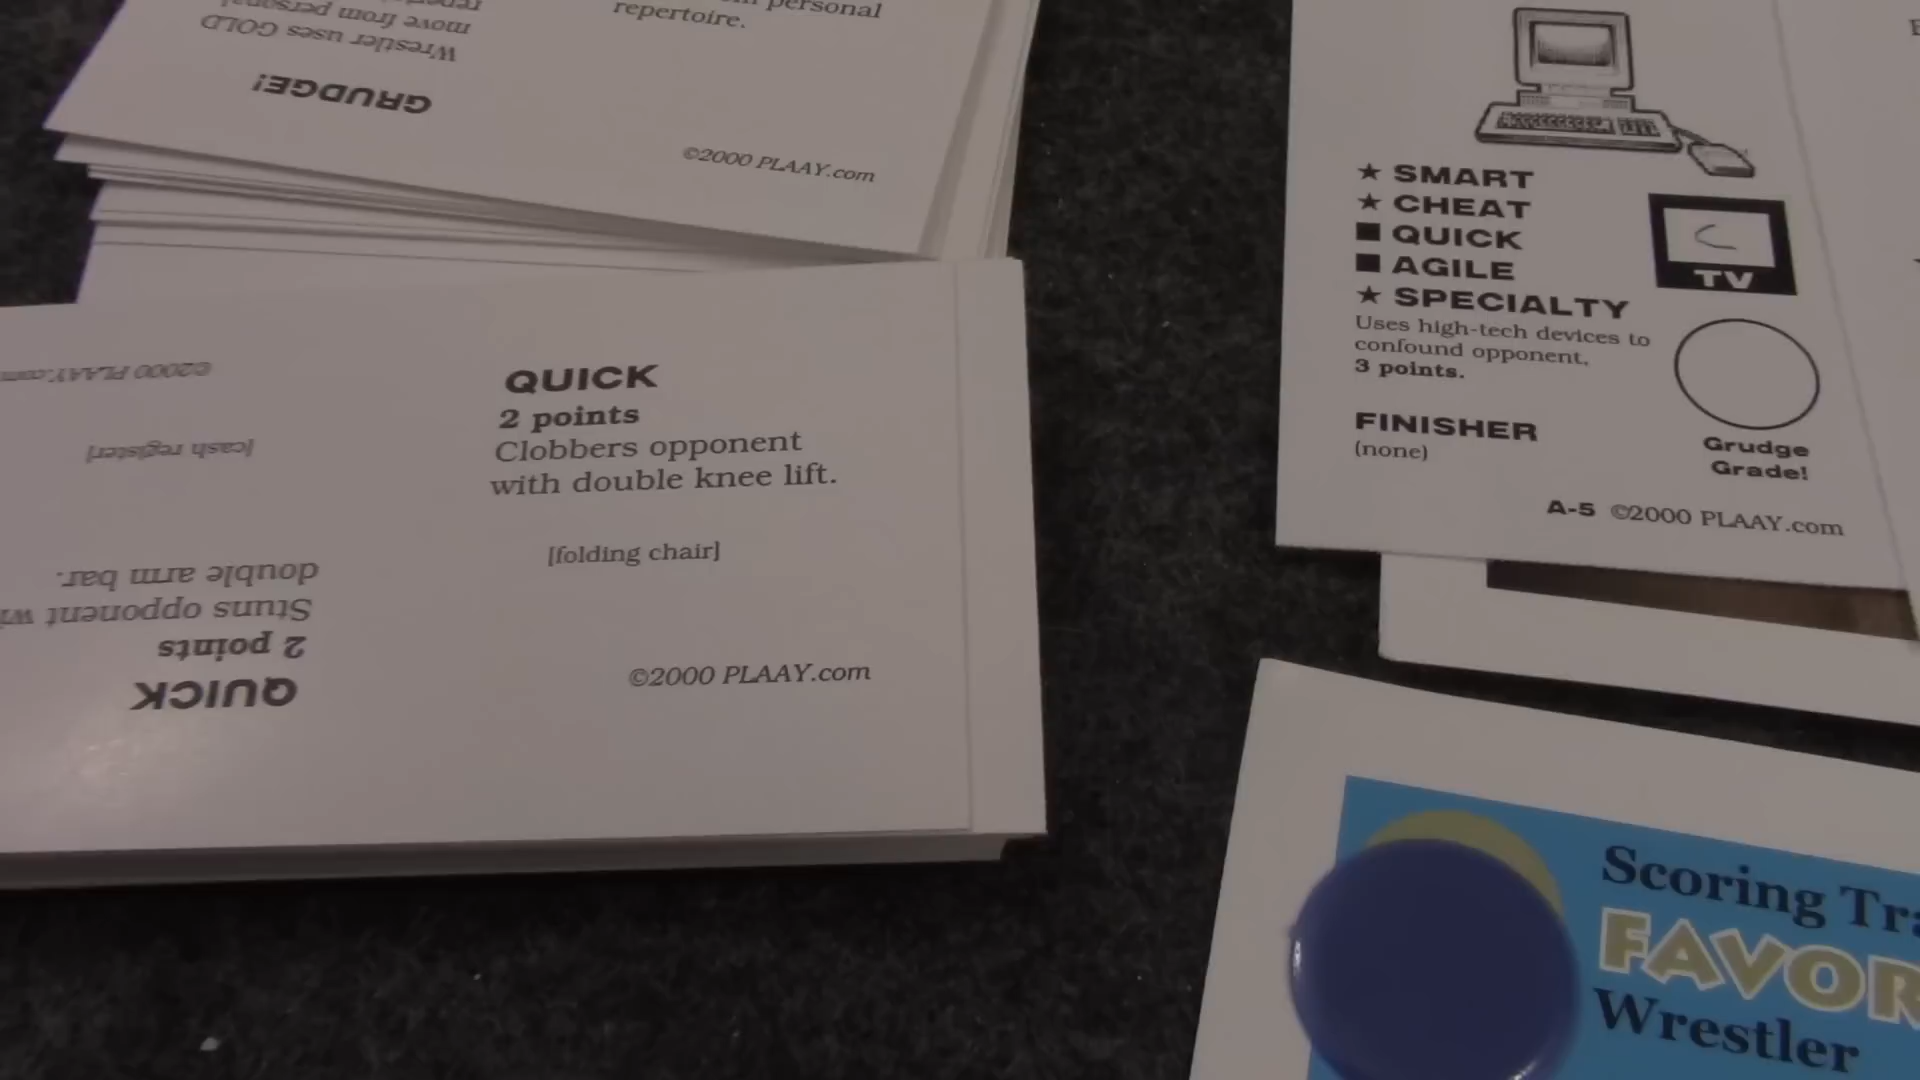 personal
repertoire.
©2000 PLAAY.com
GRUDGE!
Wrestler uses GOLD
move from personal
©2000 PLAAY.com
[cash register]
QUICK
2 points
Stuns opponent
double arm bar.
QUICK
2 points
Clobbers opponent
with double knee lift.
[folding chair]
©2000 PLAAY.com
★ SMART
★ CHEAT
■ QUICK
■ AGILE
★ SPECIALTY
Uses high-tech devices to
confound opponent.
3 points.
FINISHER
(none)
C
TV
Grudge
Grade!
A-5 ©2000 PLAAY.com
Scoring Tra
FAVOR
Wrestler